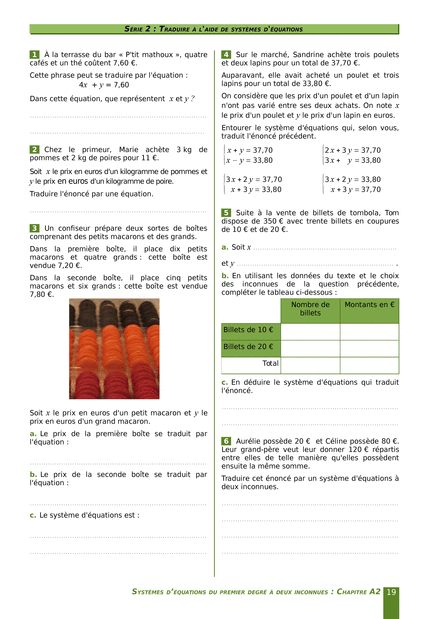 Série 2 : Traduire à l'aide de systèmes d'équations
1 À la terrasse du bar « P'tit mathoux », quatre
cafés et un thé coûtent 7,60 €.
Cette phrase peut se traduire par l'équation :
4x + y = 7,60
Dans cette équation, que représentent x et y ?
2 Chez le primeur, Marie achète 3 kg de
pommes et 2 kg de poires pour 11 €.
Soit x le prix en euros d'un kilogramme de pommes et
y le prix en euros d'un kilogramme de poire.
Traduire l'énoncé par une équation.
3 Un confiseur prépare deux sortes de boîtes
comprenant des petits macarons et des grands.
Dans la première boîte, il place dix petits
macarons et quatre grands : cette boîte est
vendue 7,20 €.
Dans la seconde boîte, il place cinq petits
macarons et six grands : cette boîte est vendue
7,80 €.
Soit x le prix en euros d'un petit macaron et y le
prix en euros d'un grand macaron.
a. Le prix de la première boîte se traduit par
l'équation :
b. Le prix de la seconde boîte se traduit par
l'équation :
c. Le système d'équations est :
4 Sur le marché, Sandrine achète trois poulets
et deux lapins pour un total de 37,70 €.
Auparavant, elle avait acheté un poulet et trois
lapins pour un total de 33,80 €.
On considère que les prix d'un poulet et d'un lapin
n'ont pas varié entre ses deux achats. On note x
le prix d'un poulet et y le prix d'un lapin en euros.
Entourer le système d'équations qui, selon vous,
traduit l'énoncé précédent.
x + y = 37,70
x − y = 33,80
2x + 3y = 37,70
3x + y = 33,80
3x + 2y = 37,70
x + 3y = 33,80
3x + 2y = 33,80
x + 3y = 37,70
5 Suite à la vente de billets de tombola, Tom
dispose de 350 € avec trente billets en coupures
de 10 € et de 20 €.
a. Soit x
et y .
b. En utilisant les données du texte et le choix
des inconnues de la question précédente,
compléter le tableau ci-dessous :
Nombre de billets Montants en €
Billets de 10 €
Billets de 20 €
Total
c. En déduire le système d'équations qui traduit
l'énoncé.
6 Aurélie possède 20 € et Céline possède 80 €.
Leur grand-père veut leur donner 120 € répartis
entre elles de telle manière qu'elles possèdent
ensuite la même somme.
Traduire cet énoncé par un système d'équations à
deux inconnues.
Systèmes d'équations du premier degré à deux inconnues : Chapitre A2 19